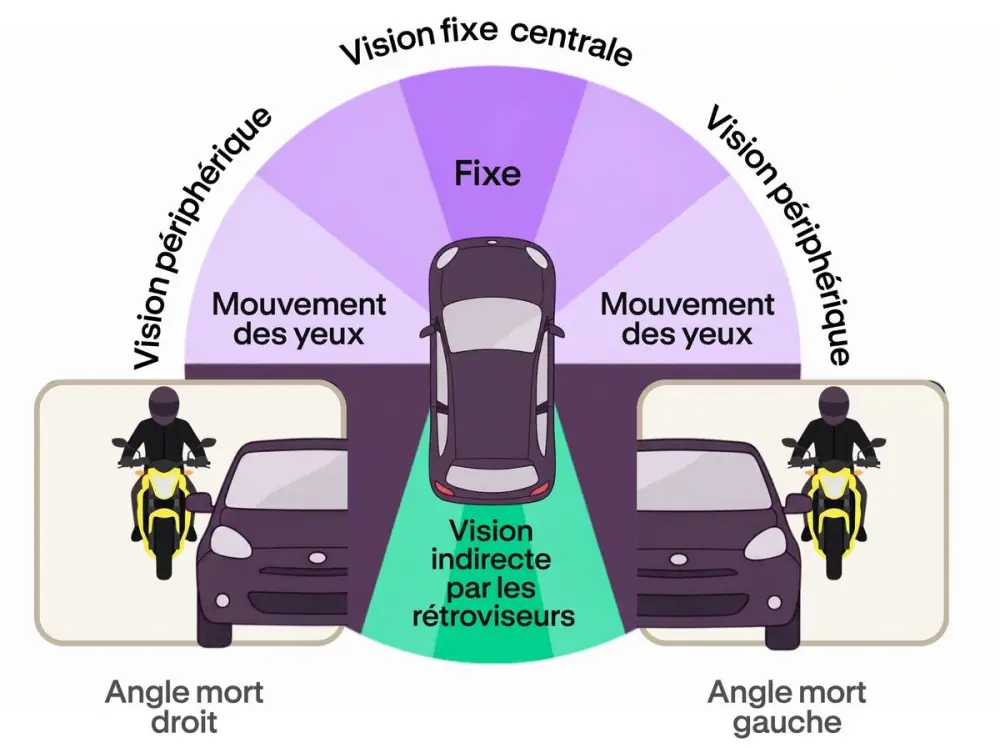 Vision fixe centrale
Vision périphérique
Vision périphérique
Fixe
Mouvement
des yeux
Mouvement
des yeux
Vision
indirecte
par les
rétroviseurs
Angle mort
droit
Angle mort
gauche